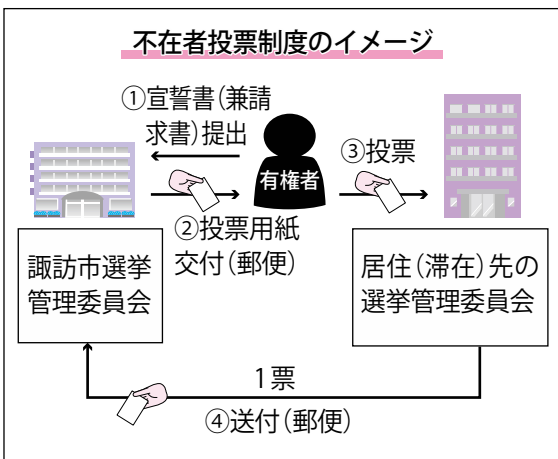 不在者投票制度のイメージ
①宣誓書(兼請
求書)提出
有権者
③投票
②投票用紙
交付(郵便)
諏訪市選挙
管理委員会
居住(滞在)先の
選挙管理委員会
1票
④送付(郵便)